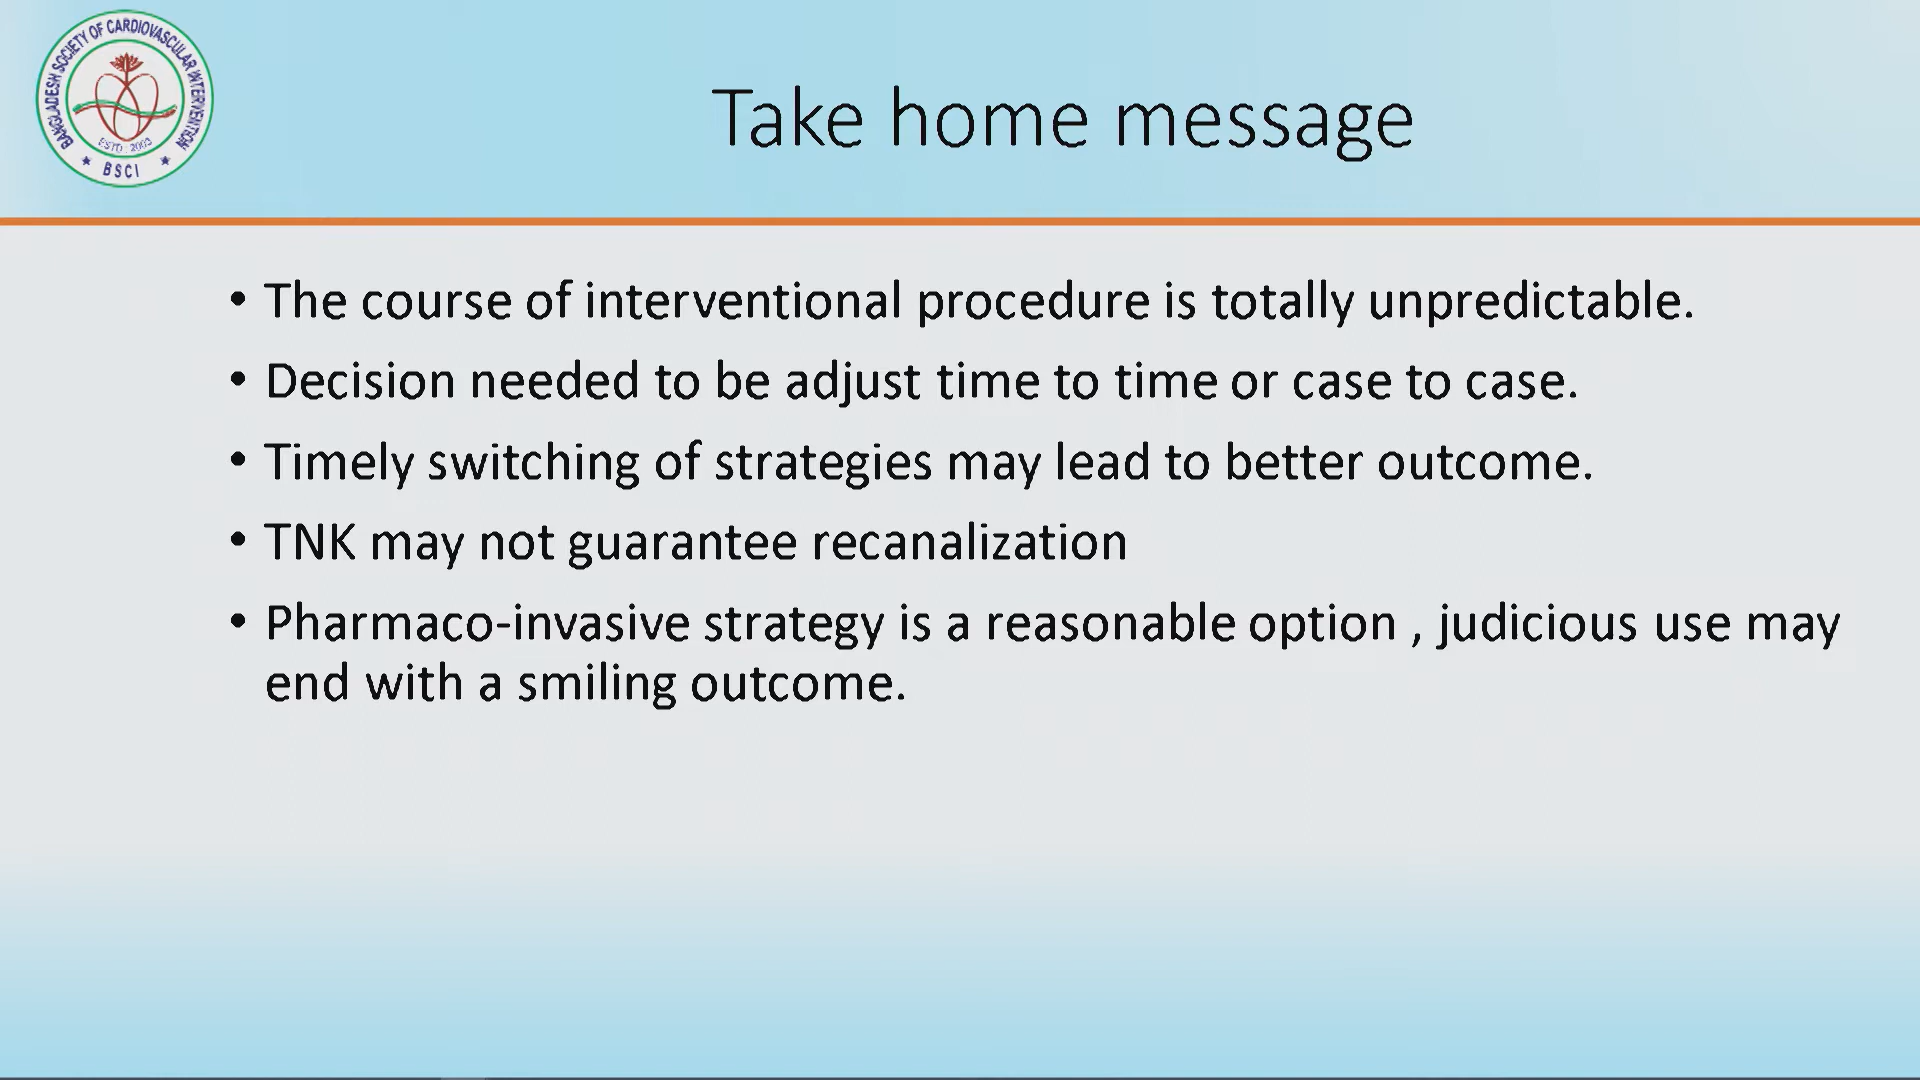 BANGLADESH SOCIETY OF CARDIOVASCULAR INTERVENTION
ESTD : 2003
BSCI
Take home message
• The course of interventional procedure is totally unpredictable.
• Decision needed to be adjust time to time or case to case.
• Timely switching of strategies may lead to better outcome.
• TNK may not guarantee recanalization
• Pharmaco-invasive strategy is a reasonable option , judicious use may
end with a smiling outcome.